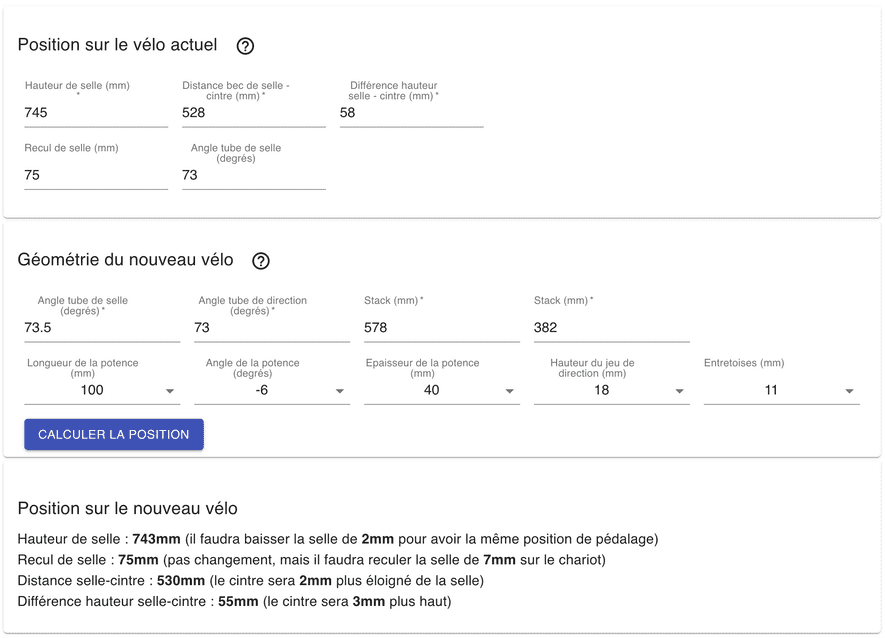 Position sur le vélo actuel ?
Hauteur de selle (mm) *
745
Distance bec de selle -
cintre (mm) *
528
Différence hauteur
selle - cintre (mm) *
58
Recul de selle (mm)
75
Angle tube de selle
(degrés)
73
Géométrie du nouveau vélo ?
Angle tube de selle
(degrés) *
73.5
Angle tube de direction
(degrés) *
73
Stack (mm) *
578
Stack (mm) *
382
Longueur de la potence
(mm)
100
Angle de la potence
(degrés)
-6
Epaisseur de la potence
(mm)
40
Hauteur du jeu de
direction (mm)
18
Entretoises (mm)
11
CALCULER LA POSITION
Position sur le nouveau vélo
Hauteur de selle : 743mm (il faudra baisser la selle de 2mm pour avoir la même position de pédalage)
Recul de selle : 75mm (pas changement, mais il faudra reculer la selle de 7mm sur le chariot)
Distance selle-cintre : 530mm (le cintre sera 2mm plus éloigné de la selle)
Différence hauteur selle-cintre : 55mm (le cintre sera 3mm plus haut)